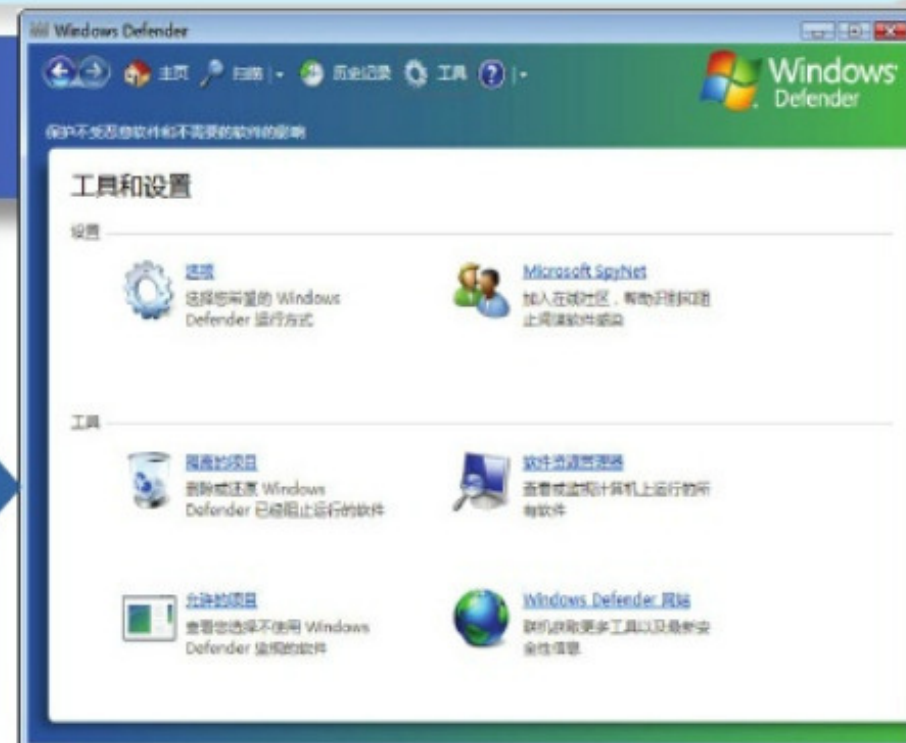 Windows Defender
主页 扫描 历史记录 工具
Windows
Defender
保护不受恶意软件和不需要的软件的影响
工具和设置
设置
选项
选择您希望的 Windows
Defender 运行方式
Microsoft SpyNet
加入在线社区，帮助识别和阻
止间谍软件感染
工具
隔离的项目
删除或还原 Windows
Defender 已经阻止运行的软件
软件资源管理器
查看或监视计算机上运行的所
有软件
允许的项目
查看您选择不使用 Windows
Defender 监视的软件
Windows Defender 网站
联机获取更多工具以及最新安
全性信息